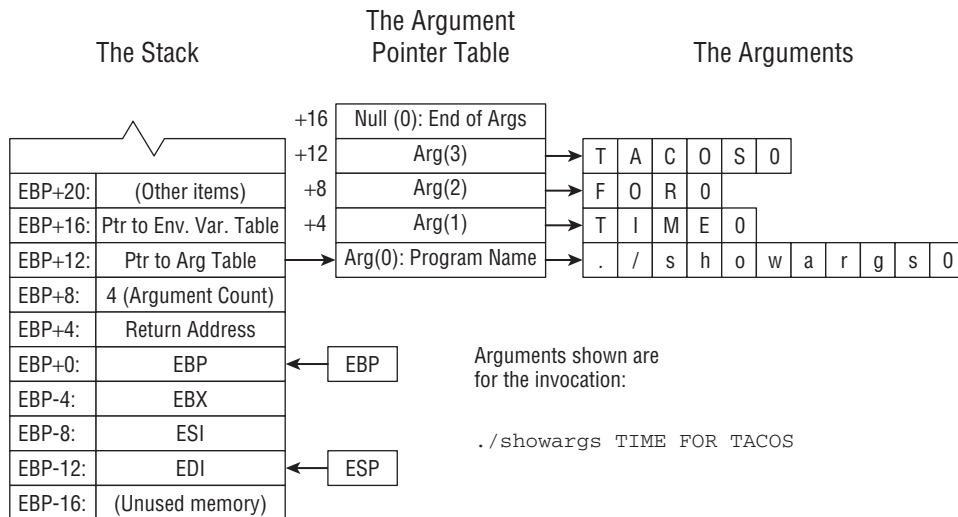 The Stack
The Argument
Pointer Table
The Arguments
+16 Null (0): End of Args
+12 Arg(3) T A C O S 0
EBP+20: (Other items) +8 Arg(2) F O R 0
EBP+16: Ptr to Env. Var. Table +4 Arg(1) T I M E 0
EBP+12: Ptr to Arg Table Arg(0): Program Name . / s h o w a r g s 0
EBP+8: 4 (Argument Count)
EBP+4: Return Address
EBP+0: EBP EBP
EBP-4: EBX
EBP-8: ESI
EBP-12: EDI ESP
EBP-16: (Unused memory)
Arguments shown are
for the invocation:
./showargs TIME FOR TACOS